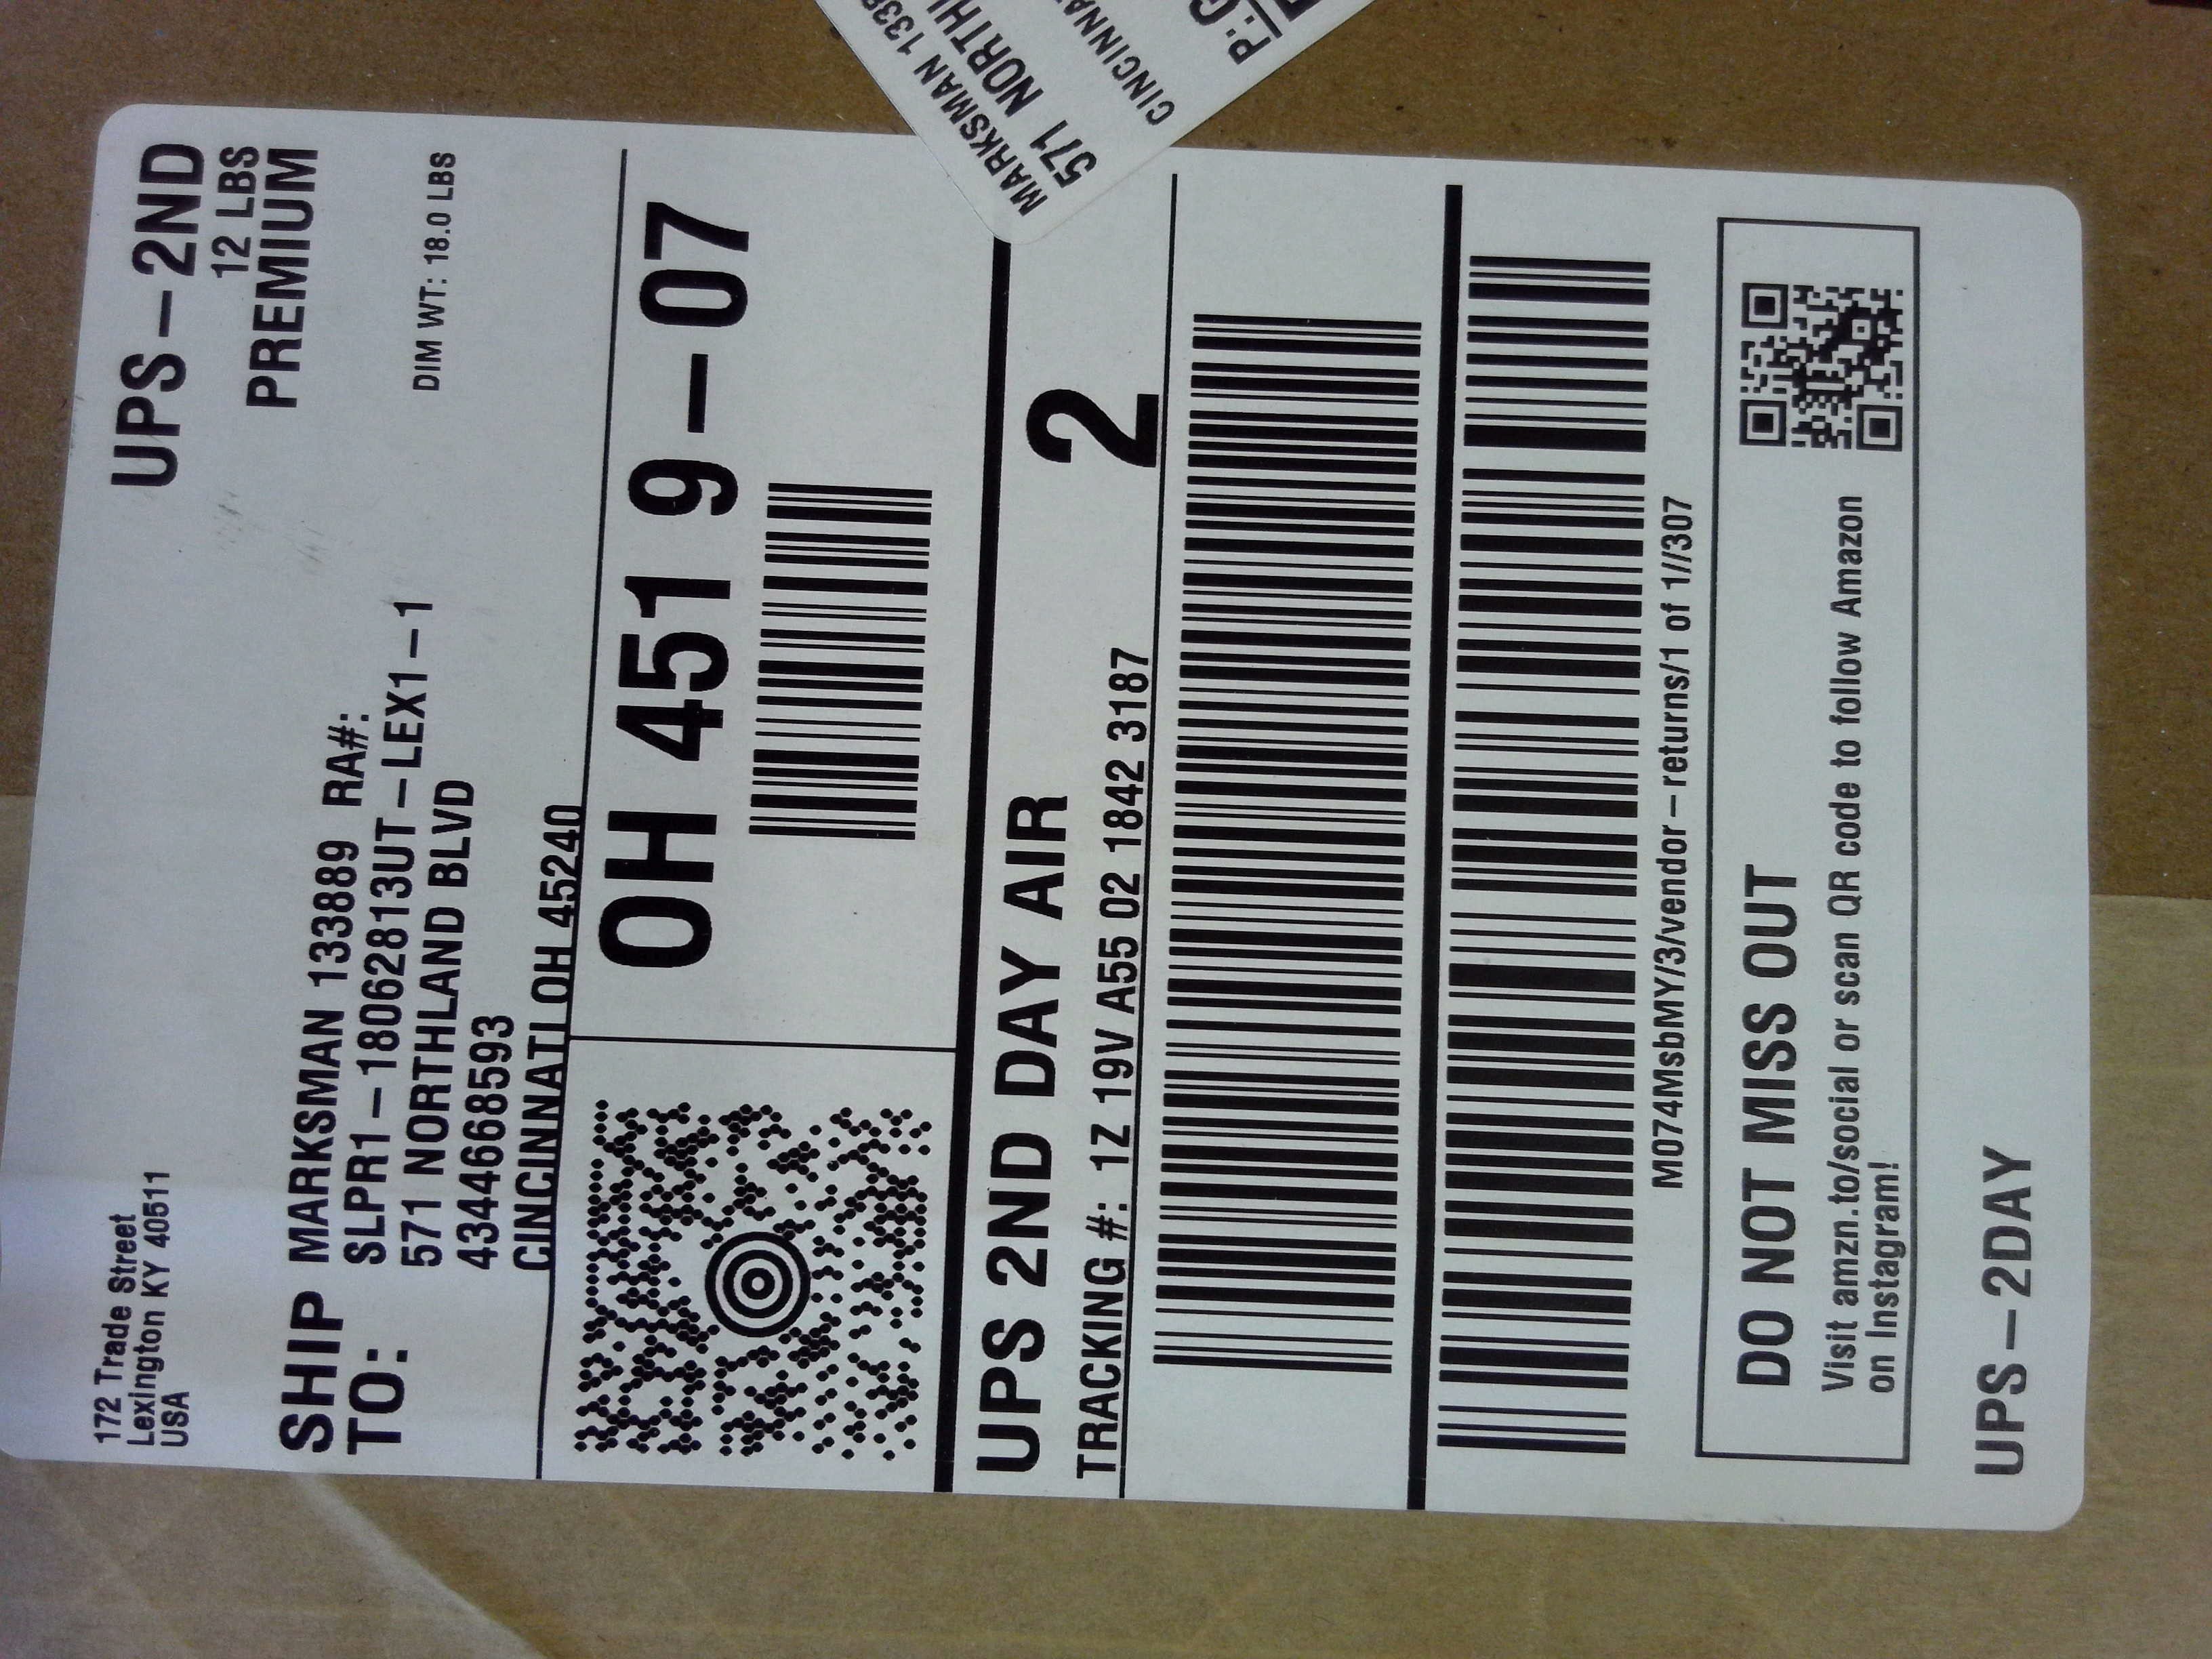 172 Trade Street
Lexington KY 40511
USA
UPS-2ND
12 LBS
PREMIUM
DIM WT: 18.0 LBS
SHIP TO:
MARKSMAN 133889 RA#:
SLPR1-18062813UT-LEX1-1
571 NORTHLAND BLVD
4344668593
CINCINNATI OH 45240
OH 451 9-07
UPS 2ND DAY AIR
2
TRACKING #: 1Z 19V A55 02 1842 3187
M074MsbMY/3/vendor-returns/1 of 1//307
DO NOT MISS OUT
Visit amzn.to/social or scan QR code to follow Amazon
on Instagram!
UPS-2DAY
MARKSMAN
571